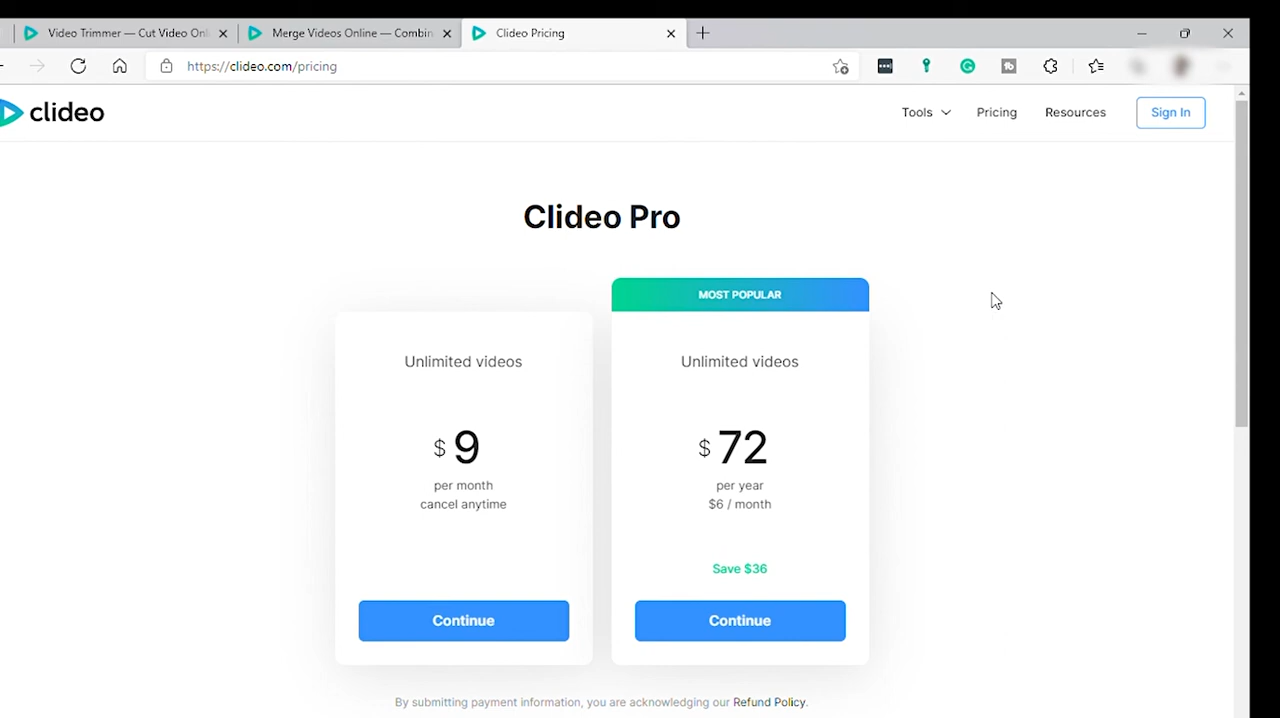 Video Trimmer — Cut Video Onl
Merge Videos Online — Combin
Clideo Pricing
https://clideo.com/pricing
clideo
Tools
Pricing
Resources
Sign In
Clideo Pro
MOST POPULAR
Unlimited videos
$ 9
per month
cancel anytime
Continue
Unlimited videos
$ 72
per year
$6 / month
Save $36
Continue
By submitting payment information, you are acknowledging our Refund Policy.